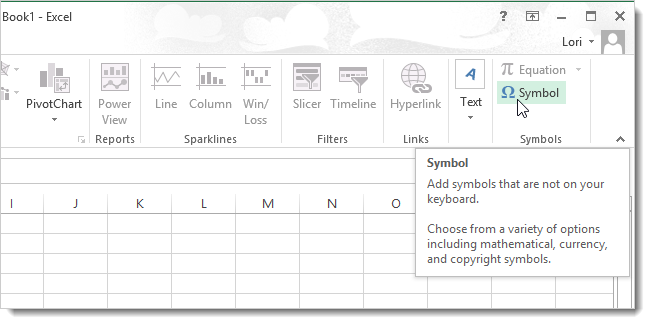 Book1 - Excel
?
Lori
PivotChart
Power
View
Line
Column
Win/
Loss
Slicer
Timeline
Hyperlink
A
Text
π Equation
Ω Symbol
Reports
Sparklines
Filters
Links
Symbols
Symbol
Add symbols that are not on your
keyboard.
Choose from a variety of options
including mathematical, currency,
and copyright symbols.
I J K L M N O